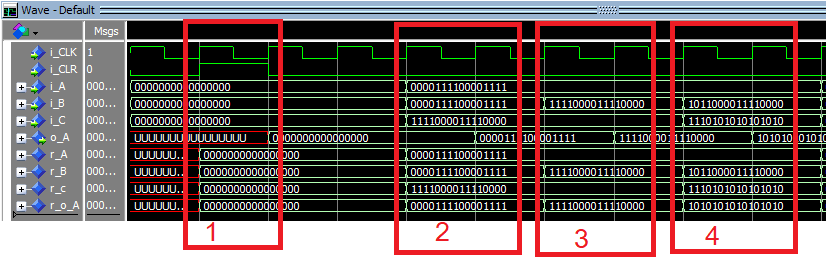 Wave - Default
Msgs
i_CLK 1
i_CLR 0
i_A 000... 0000000000000000 0000111100001111
i_B 000... 0000000000000000 0000111100001111 1111000011110000 1011000011110000
i_C 000... 0000000000000000 1111000011110000 1110101010101010
o_A 000... UUUUUUUUUUUUUUUU 0000000000000000 0000111100001111 1111000011110000
r_A 000... UUUUUU... 0000000000000000 0000111100001111
r_B 000... UUUUUU... 0000000000000000 0000111100001111 1111000011110000 1011000011110000
r_c 000... UUUUUU... 0000000000000000 1111000011110000 1110101010101010
r_o_A 000... UUUUUU... 0000000000000000 0000111100001111 1111000011110000 1110101010101010
1 2 3 4